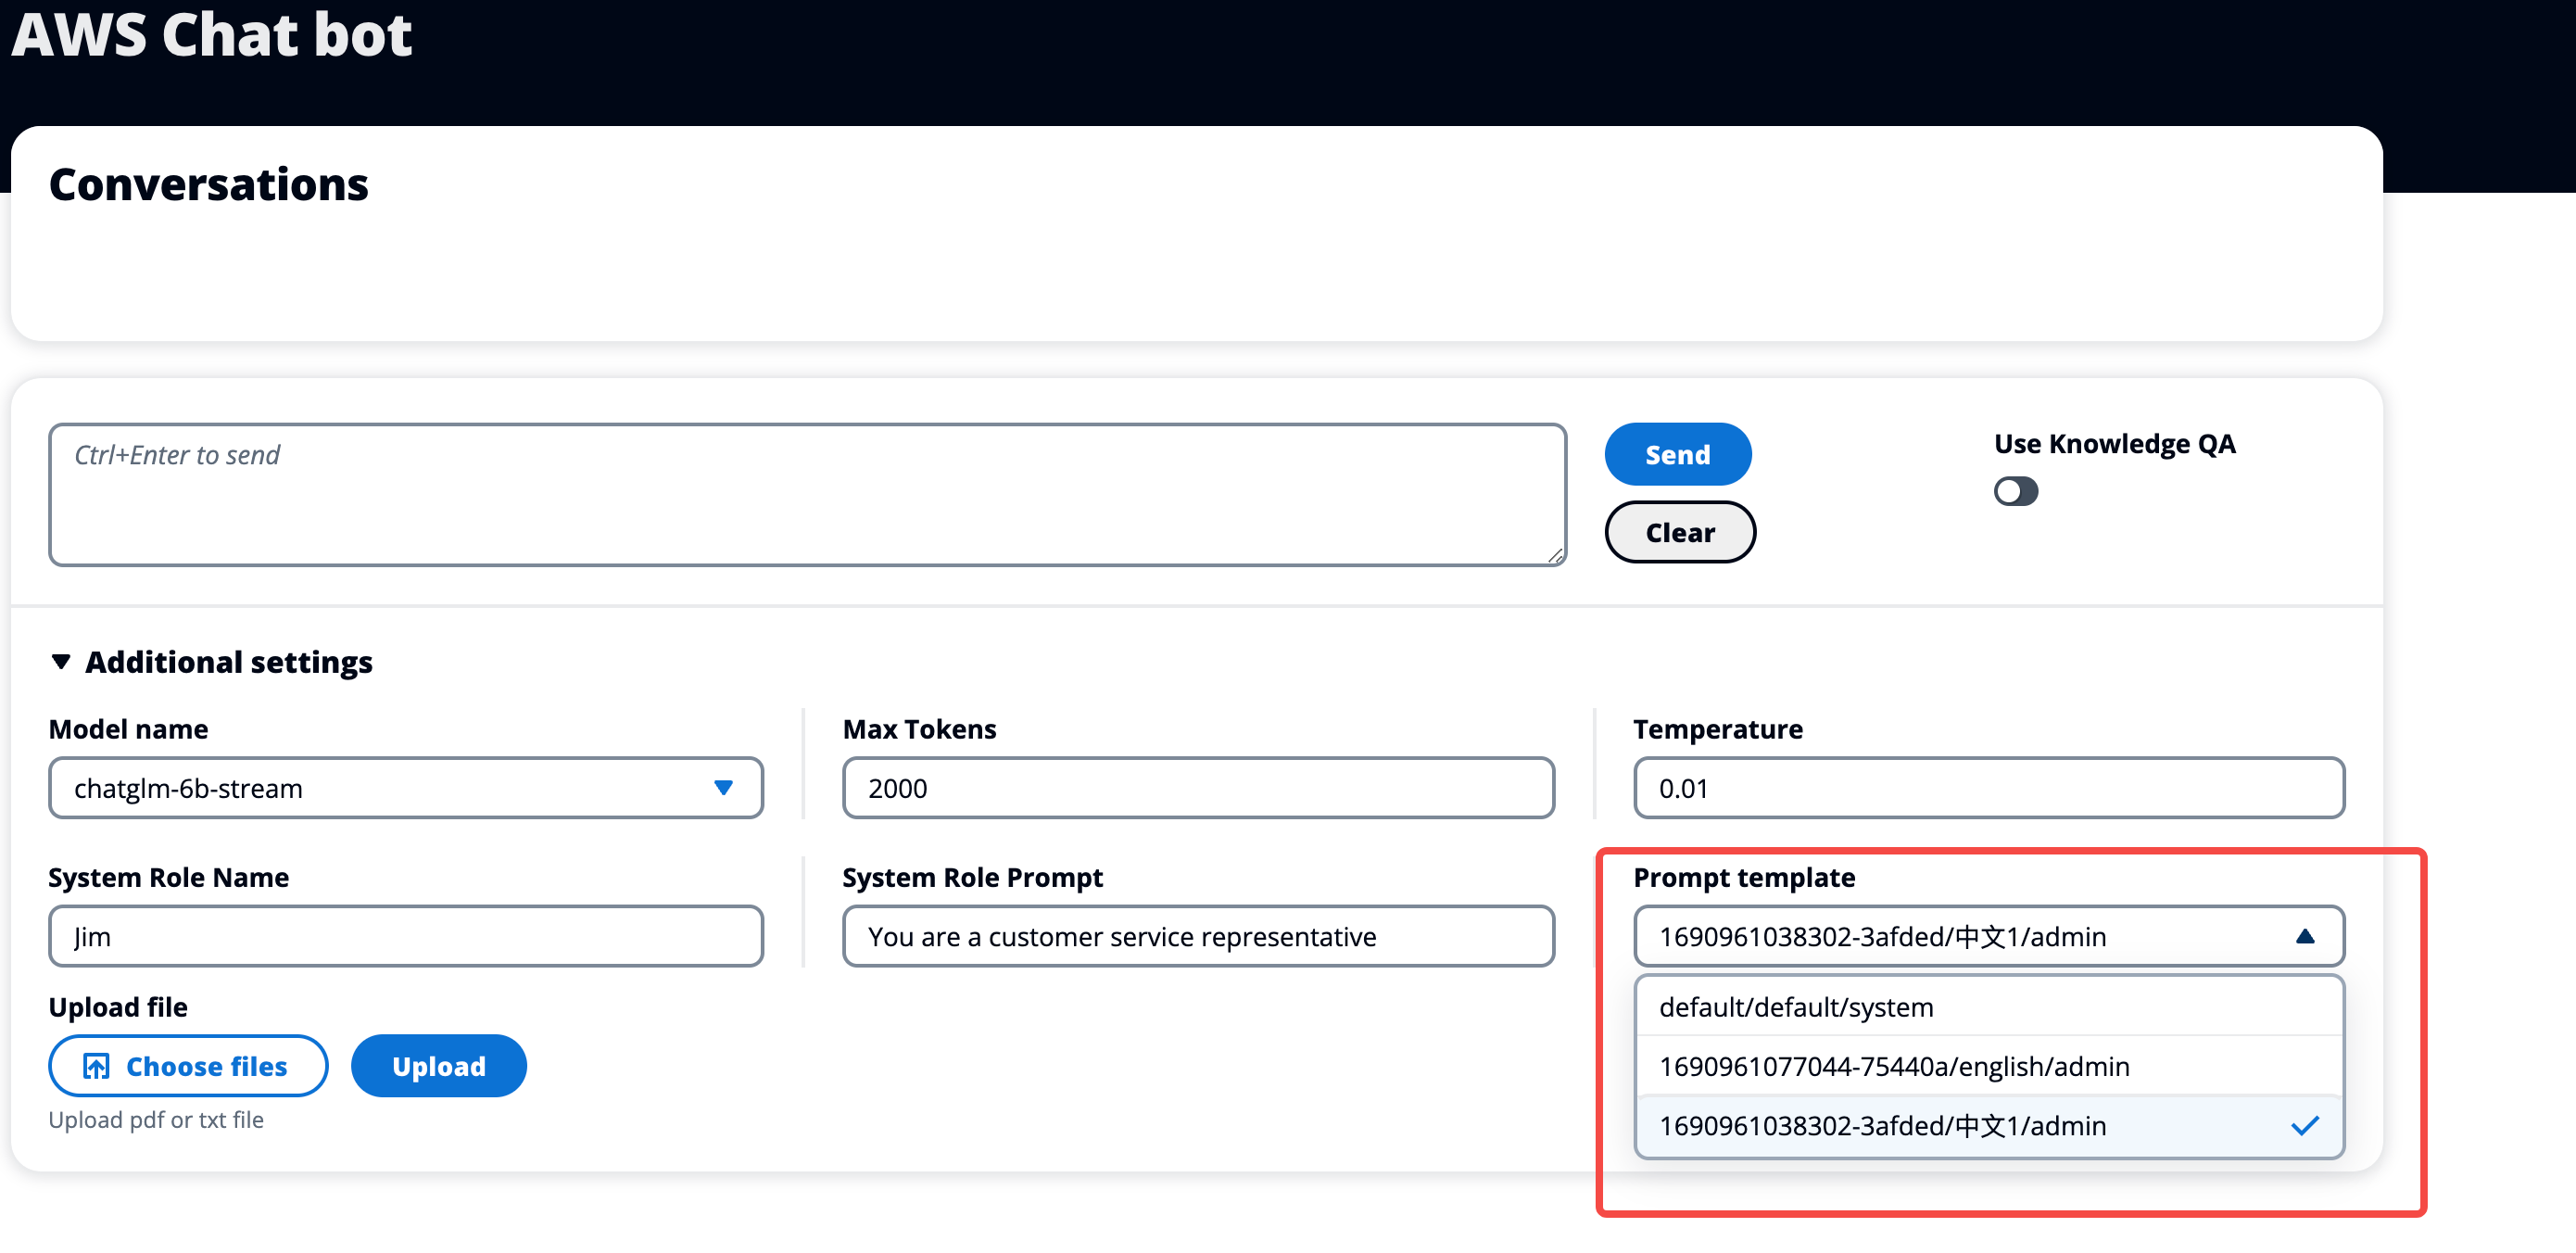 AWS Chat bot
Conversations
Ctrl+Enter to send
Send
Clear
Use Knowledge QA
Additional settings
Model name
chatglm-6b-stream
Max Tokens
2000
Temperature
0.01
System Role Name
Jim
System Role Prompt
You are a customer service representative
Prompt template
1690961038302-3afded/中文1/admin
default/default/system
1690961077044-75440a/english/admin
1690961038302-3afded/中文1/admin
Upload file
Choose files
Upload
Upload pdf or txt file